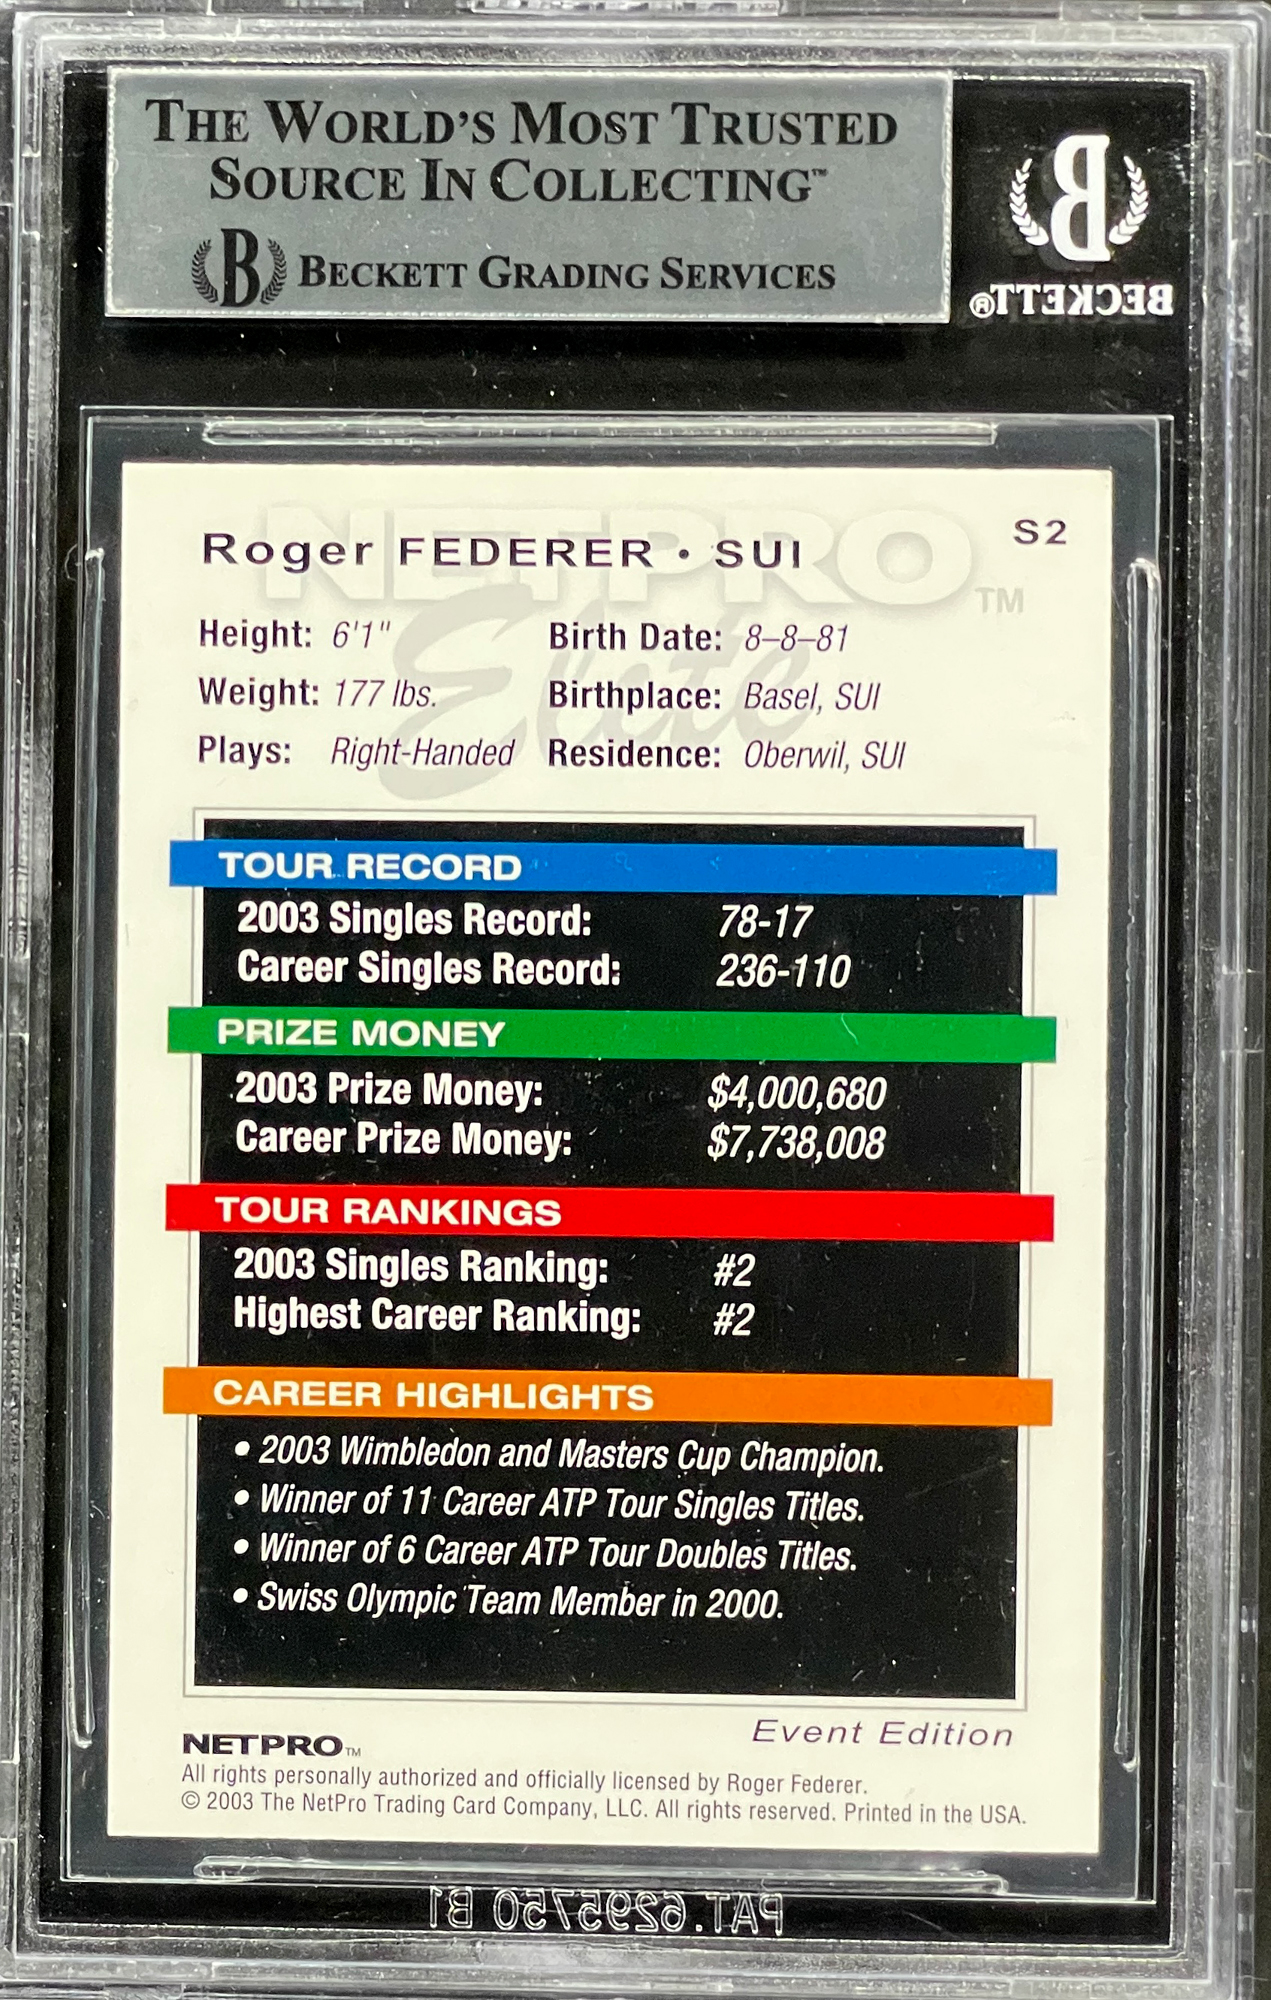 THE WORLD'S MOST TRUSTED
SOURCE IN COLLECTING™
B BECKETT GRADING SERVICES
B
BECKETT®
NETPRO™
Elite
Roger FEDERER • SUI
S2
Height: 6'1" Birth Date: 8–8–81
Weight: 177 lbs. Birthplace: Basel, SUI
Plays: Right-Handed Residence: Oberwil, SUI
TOUR RECORD
2003 Singles Record: 78-17
Career Singles Record: 236-110
PRIZE MONEY
2003 Prize Money: $4,000,680
Career Prize Money: $7,738,008
TOUR RANKINGS
2003 Singles Ranking: #2
Highest Career Ranking: #2
CAREER HIGHLIGHTS
• 2003 Wimbledon and Masters Cup Champion.
• Winner of 11 Career ATP Tour Singles Titles.
• Winner of 6 Career ATP Tour Doubles Titles.
• Swiss Olympic Team Member in 2000.
Event Edition
NETPRO™
All rights personally authorized and officially licensed by Roger Federer.
© 2003 The NetPro Trading Card Company, LLC. All rights reserved. Printed in the USA.
PAT. 6295750 B1